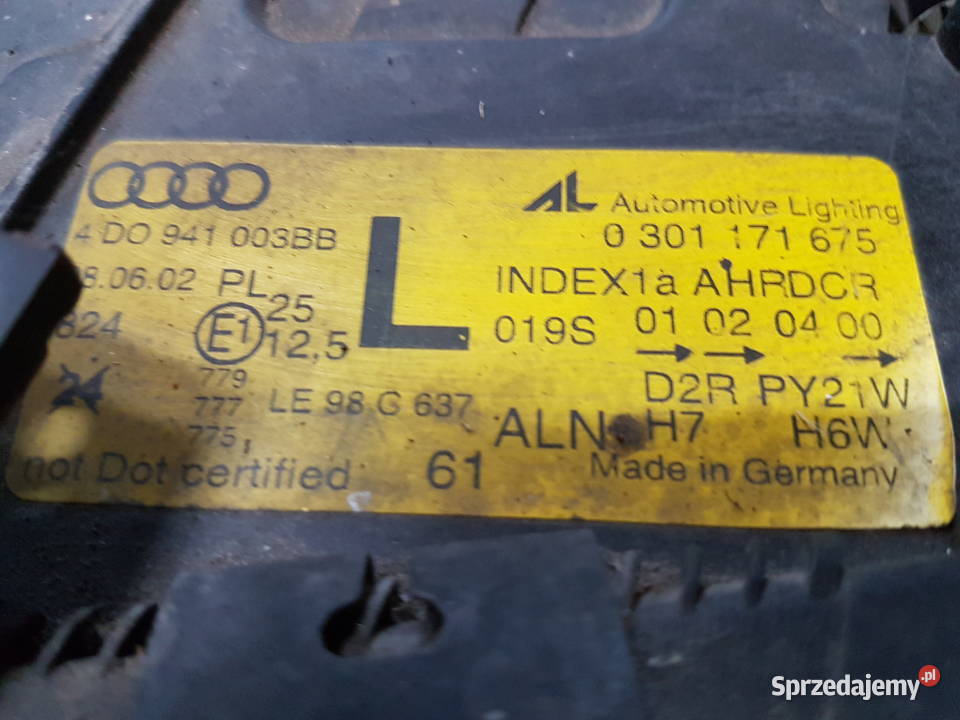 AL Automotive Lighting
4 D0 941 003BB
L
0 301 171 675
8.06.02 PL 25
INDEX1a AHRDCR
824 E1 12,5
019S 01 02 04 00
→ → →
24
779
D2R PY21W
777
LE 98 G 637
775,
ALN H7 H6W
not Dot certified 61
Made in Germany
Sprzedajemy.pl